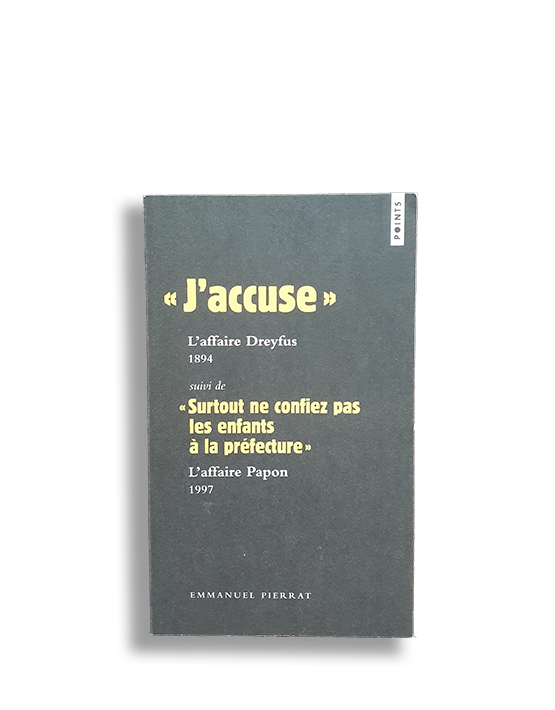 POINTS
« J'accuse »
L'affaire Dreyfus
1894
suivi de
« Surtout ne confiez pas
les enfants
à la préfecture »
L'affaire Papon
1997
EMMANUEL PIERRAT